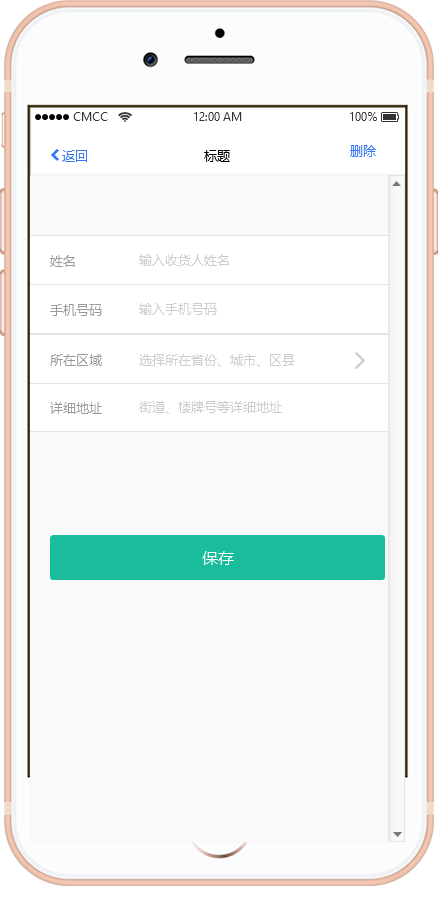 CMCC 12:00 AM 100%
返回 标题 删除
姓名 输入收货人姓名
手机号码 输入手机号码
所在区域 选择所在省份、城市、区县
详细地址 街道、楼牌号等详细地址
保存